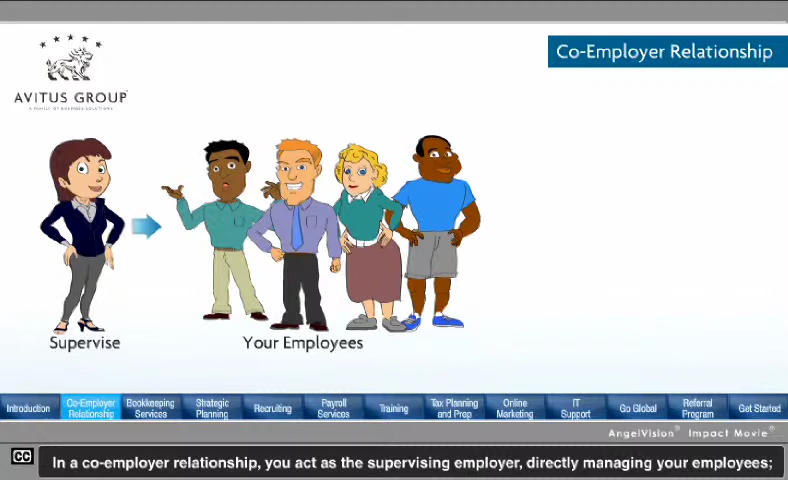 Co-Employer Relationship
AVITUS GROUP
A FAMILY OF BUSINESS SOLUTIONS
Supervise
Your Employees
Introduction
Co-Employer
Relationship
Bookkeeping
Services
Strategic
Planning
Recruiting
Payroll
Services
Training
Tax Planning
and Prep
Online
Marketing
IT
Support
Go Global
Referral
Program
Get Started
AngelVision® Impact Movie®
CC
In a co-employer relationship, you act as the supervising employer, directly managing your employees;